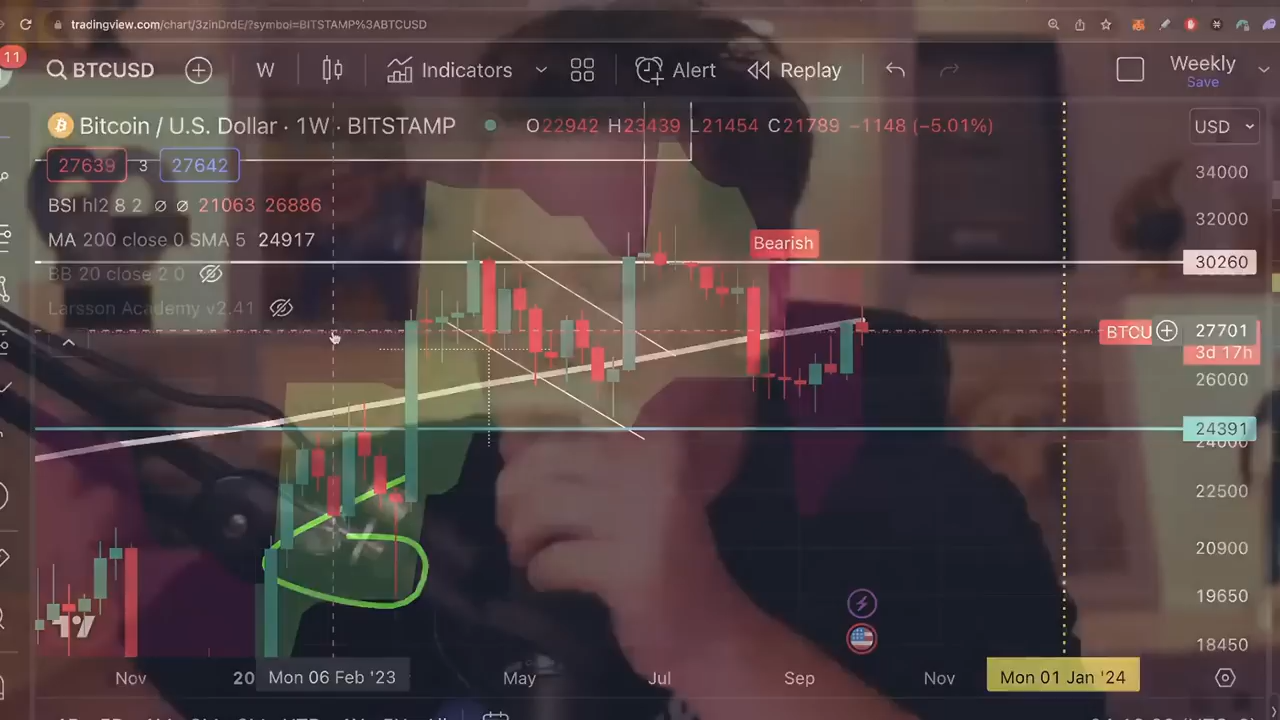 tradingview.com/chart/3zinDrdE/?symbol=BITSTAMP%3ABTCUSD
11
BTCUSD W Indicators Alert Replay Weekly
Save
Bitcoin / U.S. Dollar · 1W · BITSTAMP O22942 H23439 L21454 C21789 −1148 (−5.01%) USD
27639 3 27642
34000
BSI hl2 8 2 ∅ ∅ 21063 26886
32000
MA 200 close 0 SMA 5 24917
Bearish
30260
BB 20 close 2 0
Larsson Academy v2.41
BTCU 27701
3d 17h
26000
24391
24000
22500
20900
19650
18450
Nov 20 Mon 06 Feb '23 May Jul Sep Nov Mon 01 Jan '24